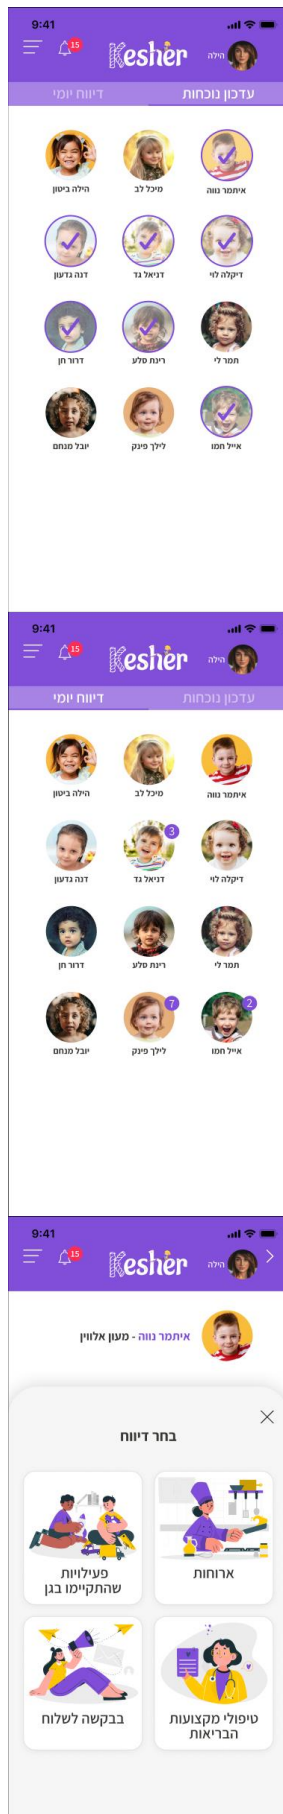 9:41
15
Kesher
הילה
עדכון נוכחות
דיווח יומי
איתמר נווה
מיכל לב
הילה ביטון
דיקלה לוי
דניאל גד
דנה גדעון
תמר לי
רינת סלע
דרור חן
אייל חמו
לילך פינק
יובל מנחם
9:41
15
Kesher
הילה
עדכון נוכחות
דיווח יומי
איתמר נווה
מיכל לב
הילה ביטון
3
דיקלה לוי
דניאל גד
דנה גדעון
תמר לי
רינת סלע
דרור חן
2
7
אייל חמו
לילך פינק
יובל מנחם
9:41
15
Kesher
הילה
איתמר נווה - מעון אלווין
בחר דיווח
ארוחות
פעילויות
שהתקיימו בגן
טיפולי מקצועות
הבריאות
בבקשה לשלוח